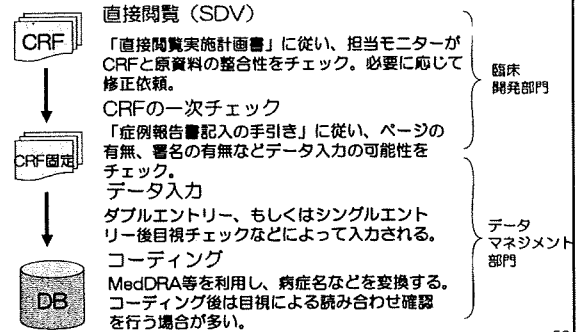 直接閲覧（SDV）
CRF
「直接閲覧実施計画書」に従い、担当モニターが
CRFと原資料の整合性をチェック。必要に応じて
修正依頼。
臨床
開発部門
CRFの一次チェック
「症例報告書記入の手引き」に従い、ページの
有無、署名の有無などデータ入力の可能性を
チェック。
CRF固定
データ入力
ダブルエントリー、もしくはシングルエント
リー後目視チェックなどによって入力される。
データ
マネジメント
部門
コーディング
MedDRA等を利用し、病症名などを変換する。
コーディング後は目視による読み合わせ確認
を行う場合が多い。
DB